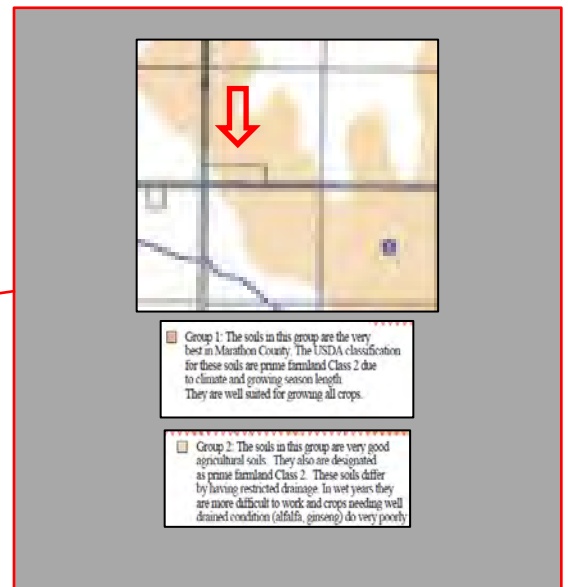 Group 1: The soils in this group are the very
best in Marathon County. The USDA classification
for these soils are prime farmland Class 2 due
to climate and growing season length
They are well suited for growing all crops.
Group 2: The soils in this group are very good
agricultural soils. They also are designated
as prime farmland Class 2. These soils differ
by having restricted drainage. In wet years they
are more difficult to work and crops needing well
drained condition (alfalfa, ginseng) do very poorly